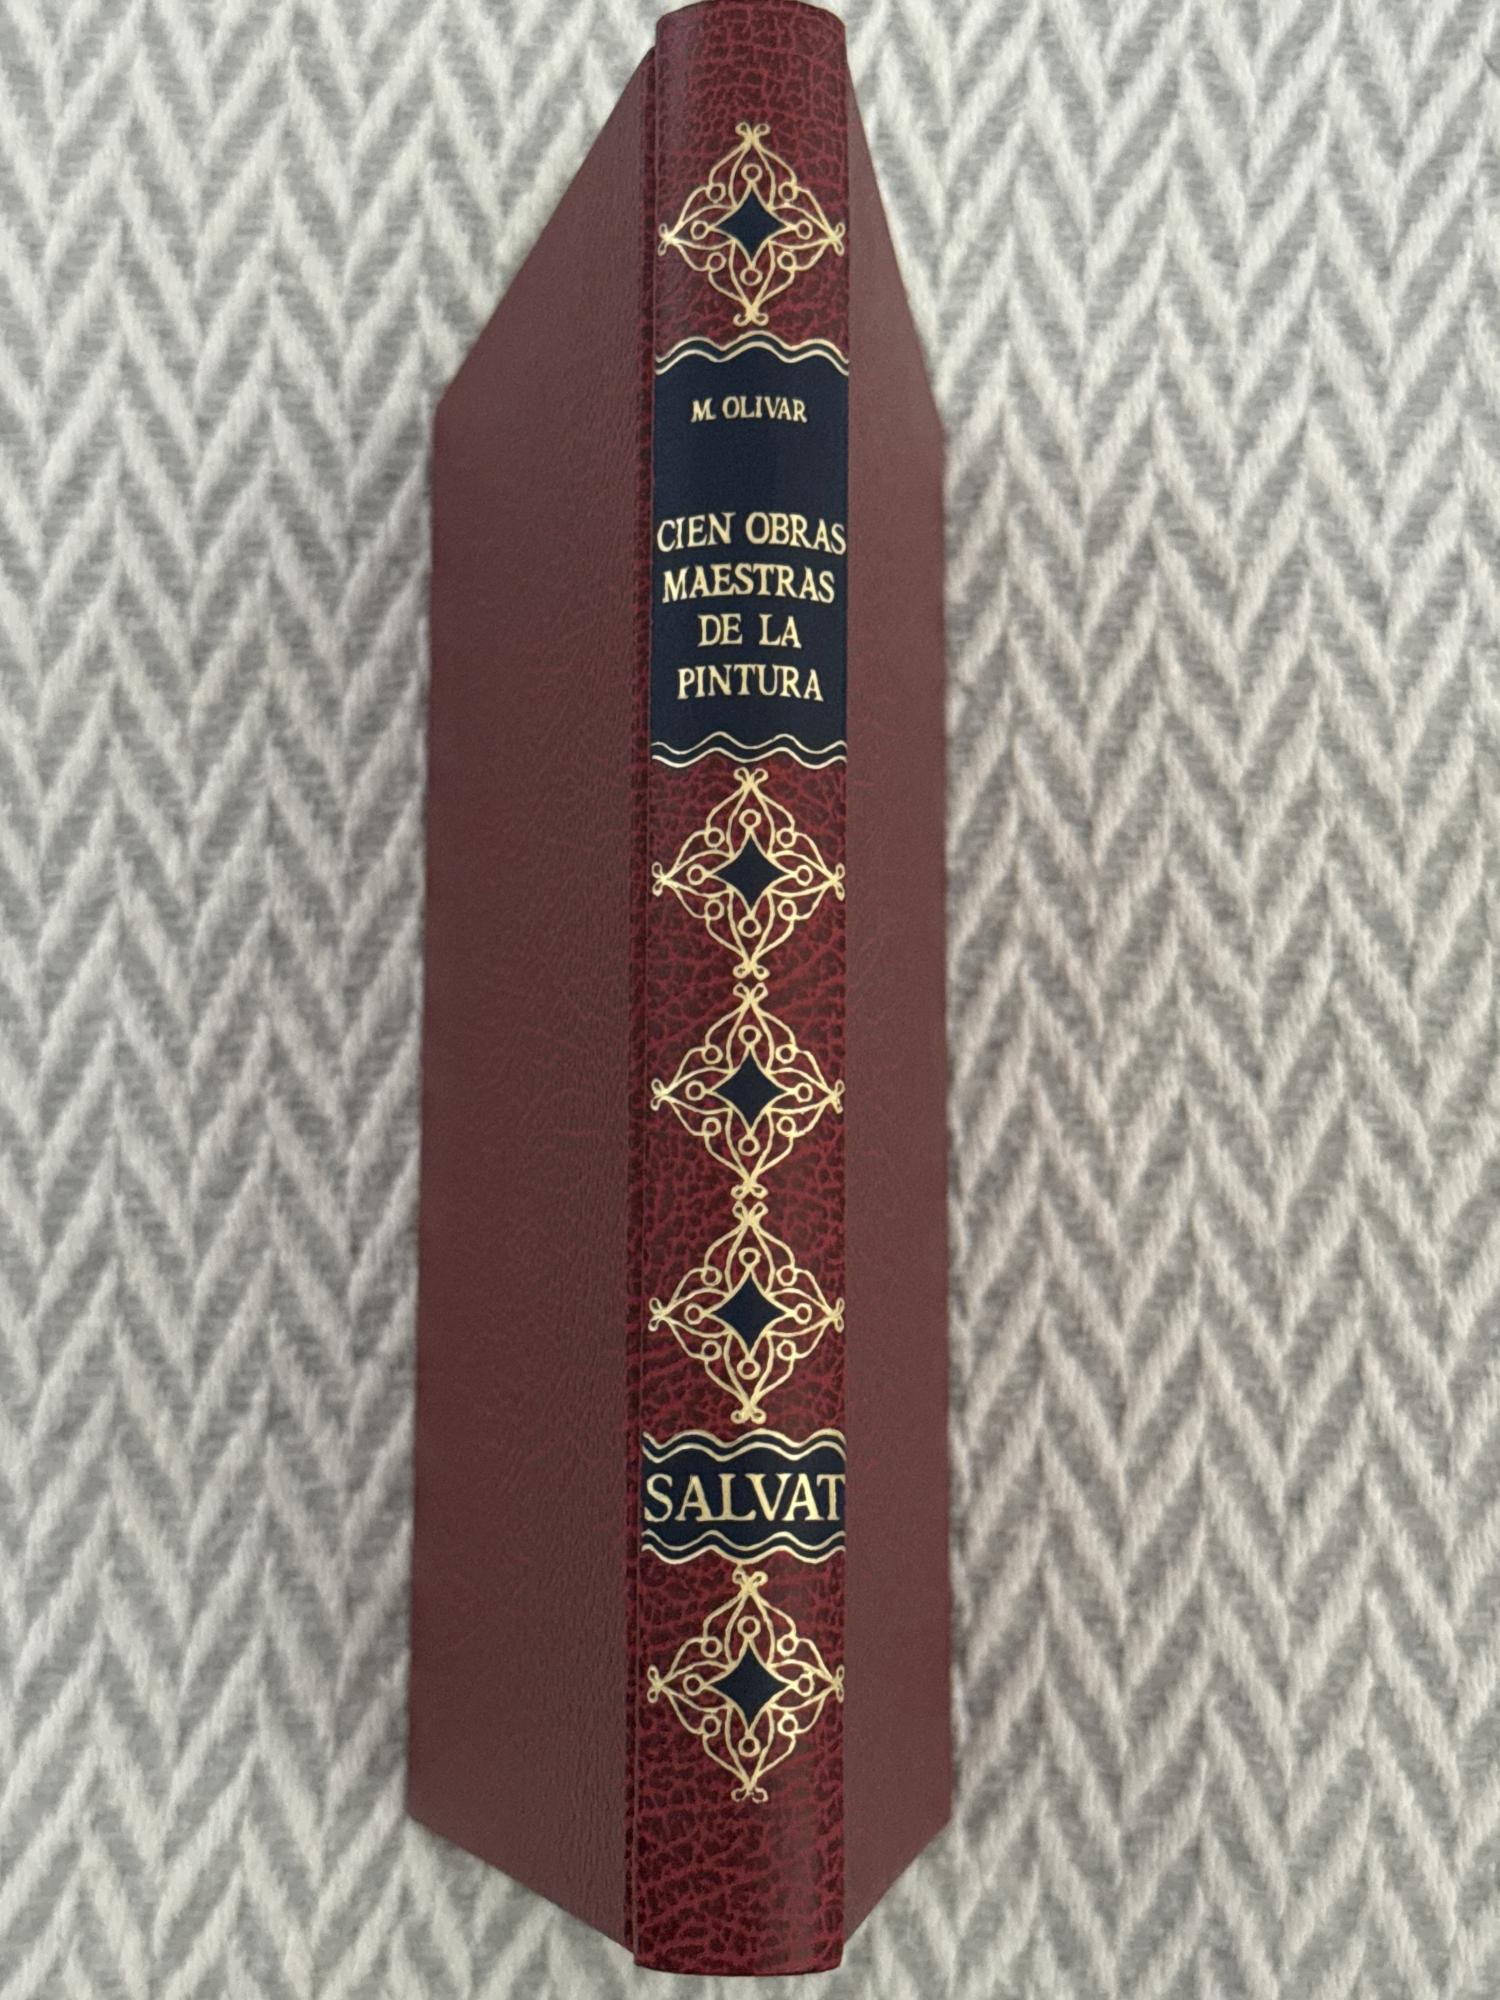 M. OLIVAR
CIEN OBRAS
MAESTRAS
DE LA
PINTURA
SALVAT